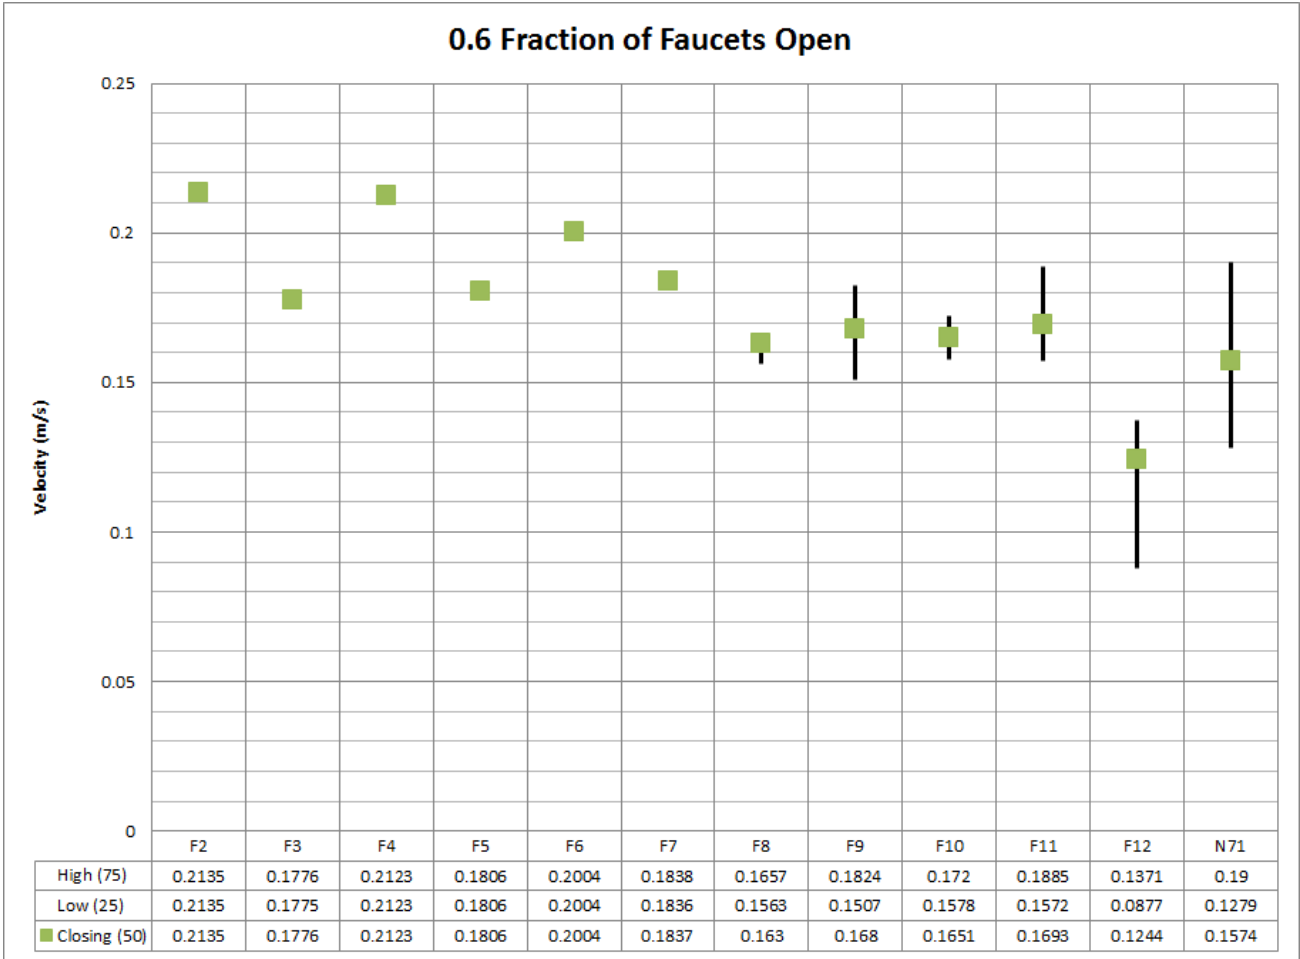 0.6 Fraction of Faucets Open
0.25
0.2
0.15
0.1
0.05
0
Velocity (m/s)
F2 F3 F4 F5 F6 F7 F8 F9 F10 F11 F12 N71
High (75) 0.2135 0.1776 0.2123 0.1806 0.2004 0.1838 0.1657 0.1824 0.172 0.1885 0.1371 0.19
Low (25) 0.2135 0.1775 0.2123 0.1806 0.2004 0.1836 0.1563 0.1507 0.1578 0.1572 0.0877 0.1279
Closing (50) 0.2135 0.1776 0.2123 0.1806 0.2004 0.1837 0.163 0.168 0.1651 0.1693 0.1244 0.1574